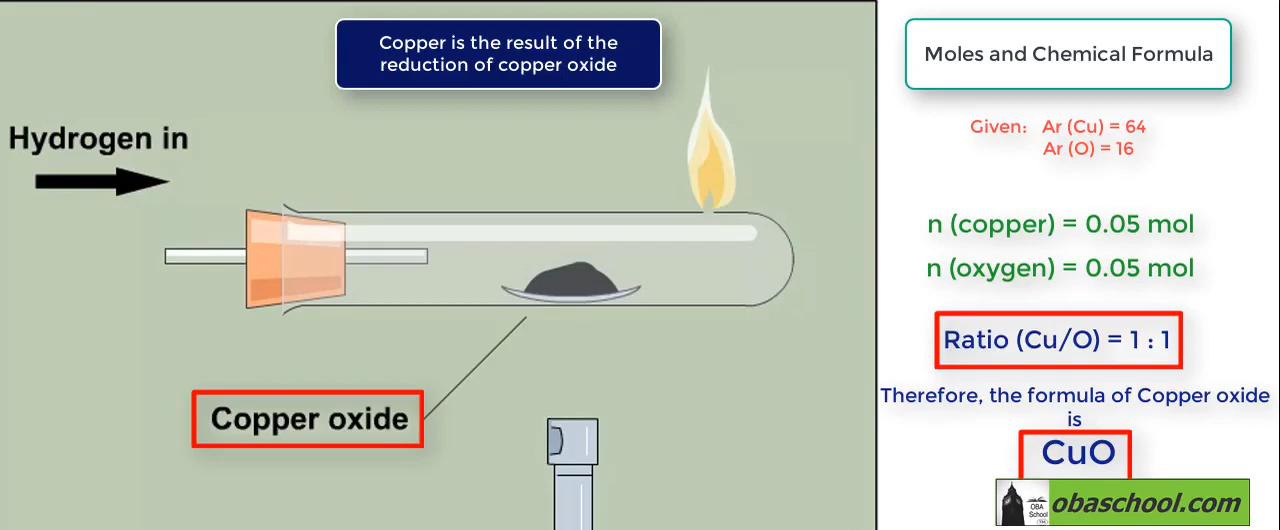 Copper is the result of the
reduction of copper oxide
Hydrogen in
Copper oxide
Moles and Chemical Formula
Given: Ar (Cu) = 64
Ar (O) = 16
n (copper) = 0.05 mol
n (oxygen) = 0.05 mol
Ratio (Cu/O) = 1 : 1
Therefore, the formula of Copper oxide
is
CuO
OBA
School
obaschool.com